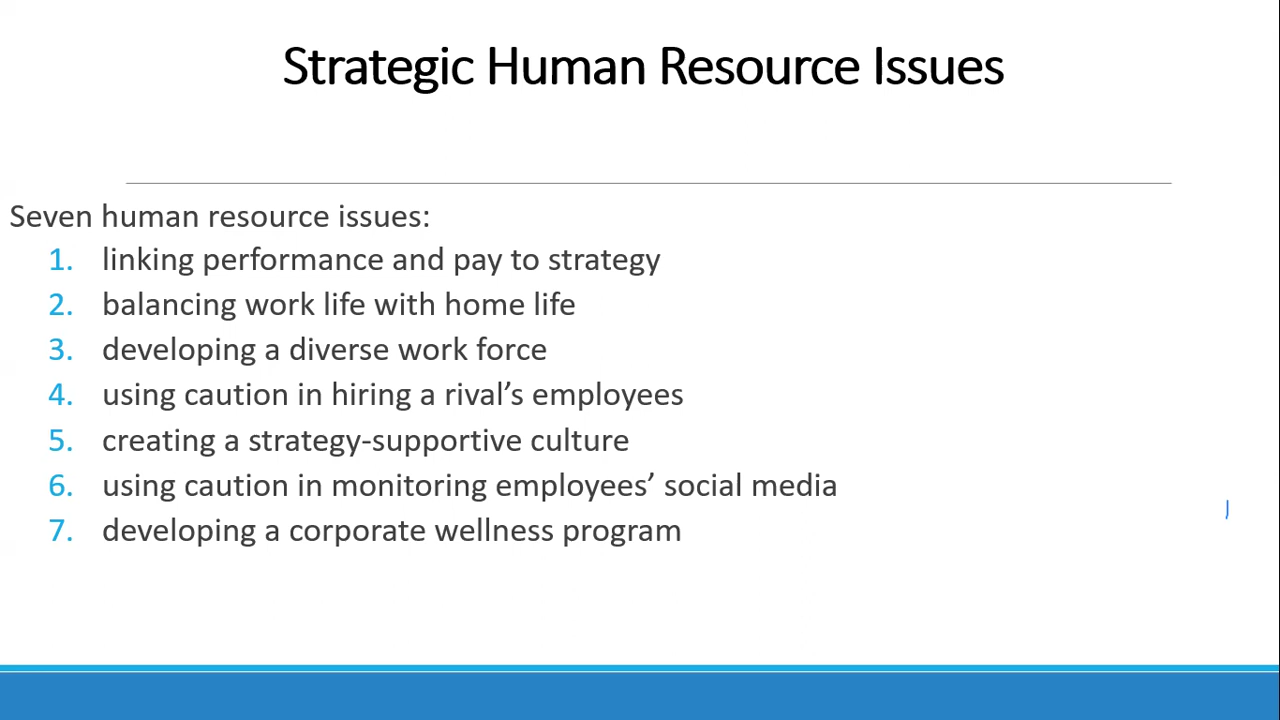 Strategic Human Resource Issues
Seven human resource issues:
1. linking performance and pay to strategy
2. balancing work life with home life
3. developing a diverse work force
4. using caution in hiring a rival’s employees
5. creating a strategy-supportive culture
6. using caution in monitoring employees’ social media
7. developing a corporate wellness program